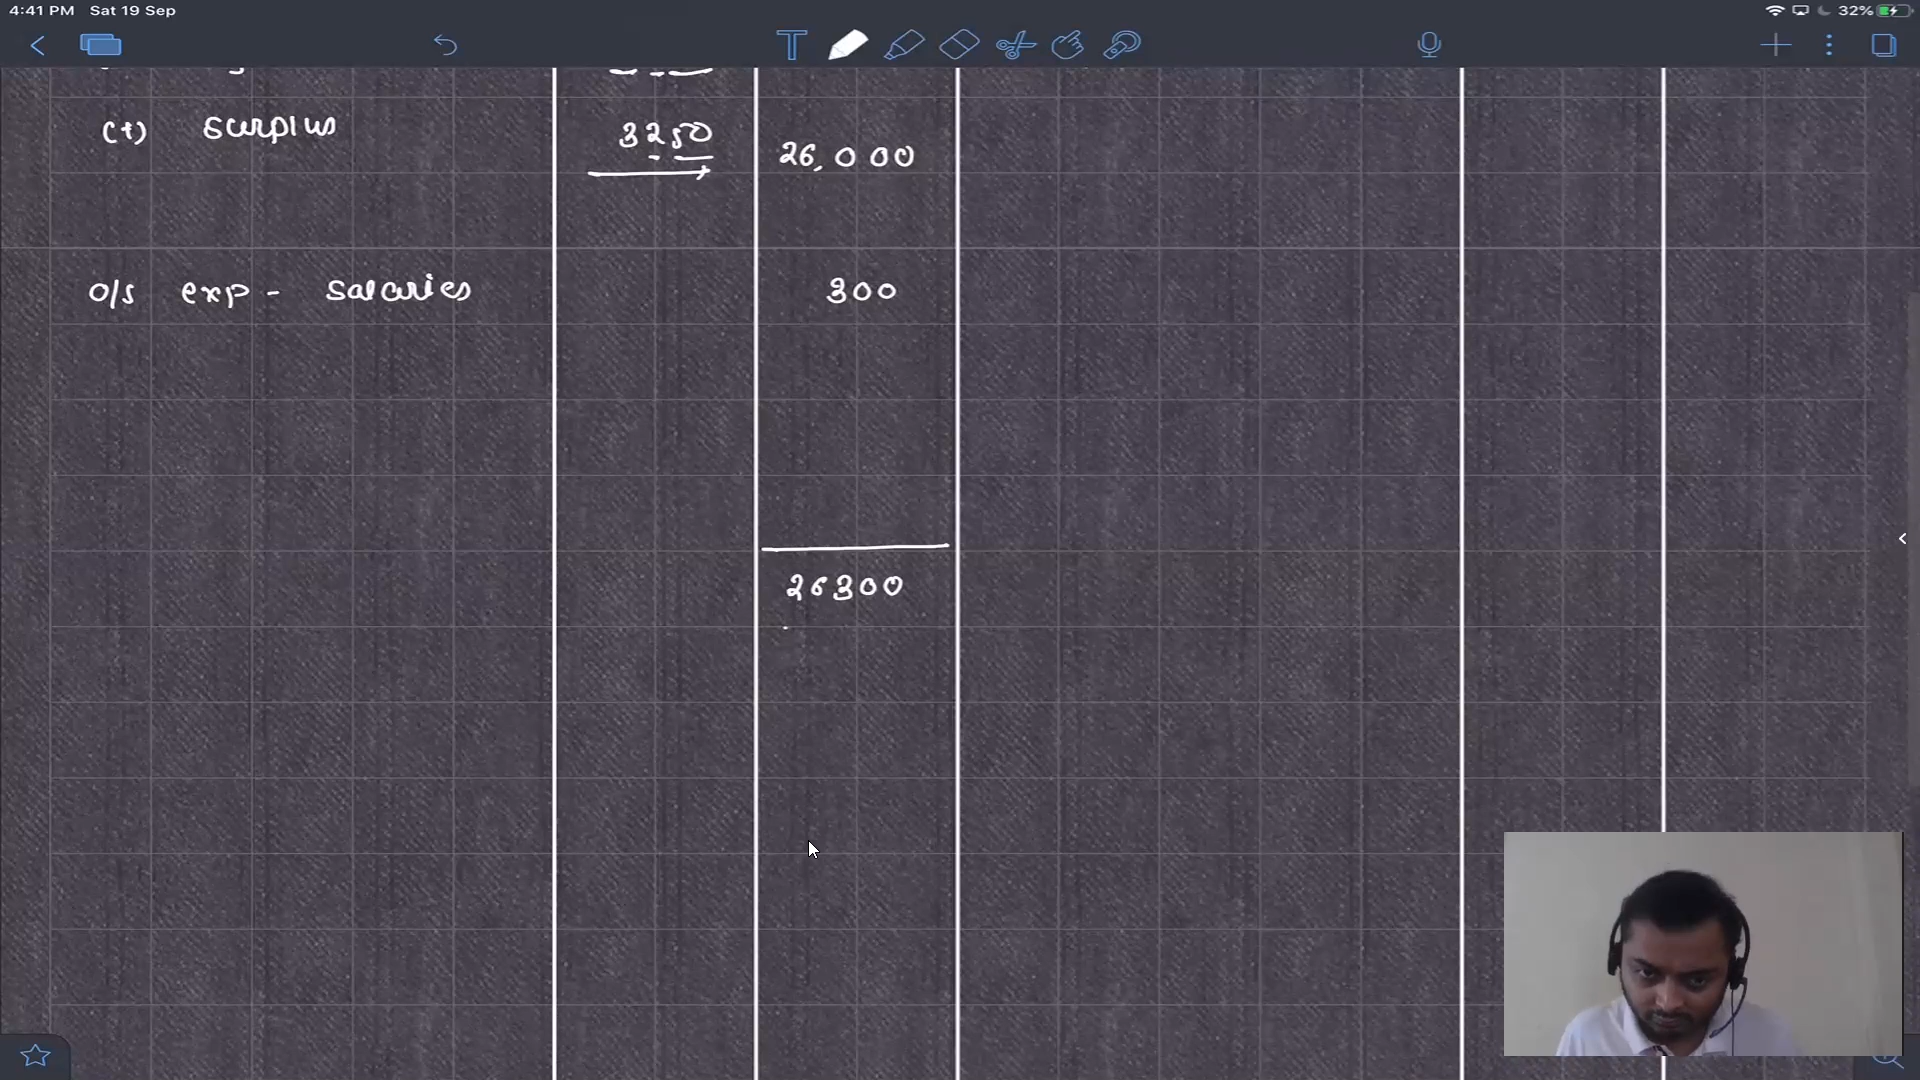 4:41 PM Sat 19 Sep 32%
(+) surplus 3250 26,000
o/s exp - salaries 300
26300